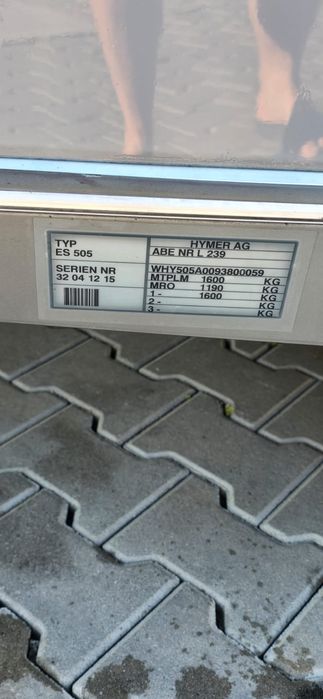 TYP
ES 505
SERIEN NR
32 04 12 15
HYMER AG
ABE NR L 239
WHY505A0093800059
MTPLM 1600 KG
MRO 1190 KG
1- 1600 KG
2- KG
3- KG